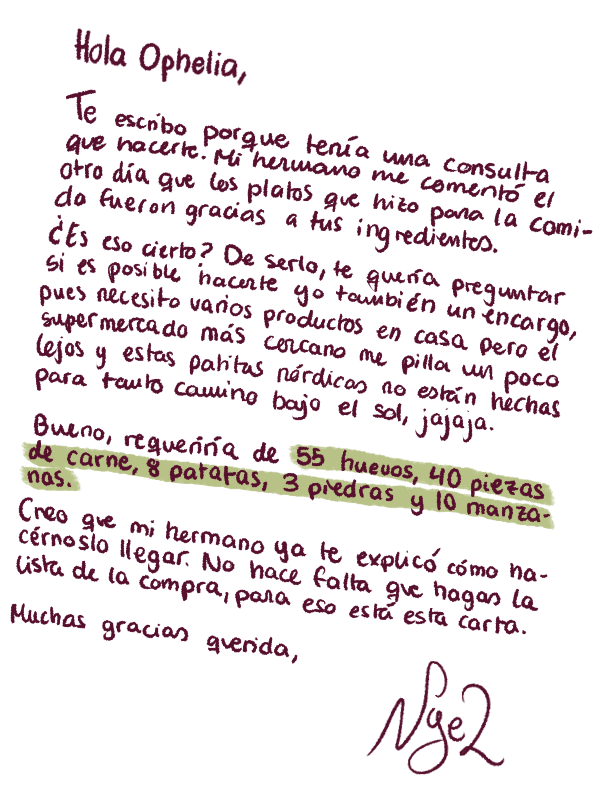 Hola Ophelia,
Te escribo porque tenía una consulta
que hacerte. Mi hermano me comentó el
otro día que los platos que hizo para la comi-
da fueron gracias a tus ingredientes.
¿Es eso cierto? De serlo, te quería preguntar
si es posible hacerte yo también un encargo,
pues necesito varios productos en casa pero el
supermercado más cercano me pilla un poco
lejos y estas patitas nórdicas no están hechas
para tanto camino bajo el sol, jajaja.
Bueno, requeriría de 55 huevos, 40 piezas
de carne, 8 patatas, 3 piedras y 10 manza-
nas.
Creo que mi hermano ya te explicó cómo ha-
cérnoslo llegar. No hace falta que hagas la
lista de la compra, para eso está esta carta.
Muchas gracias querida,